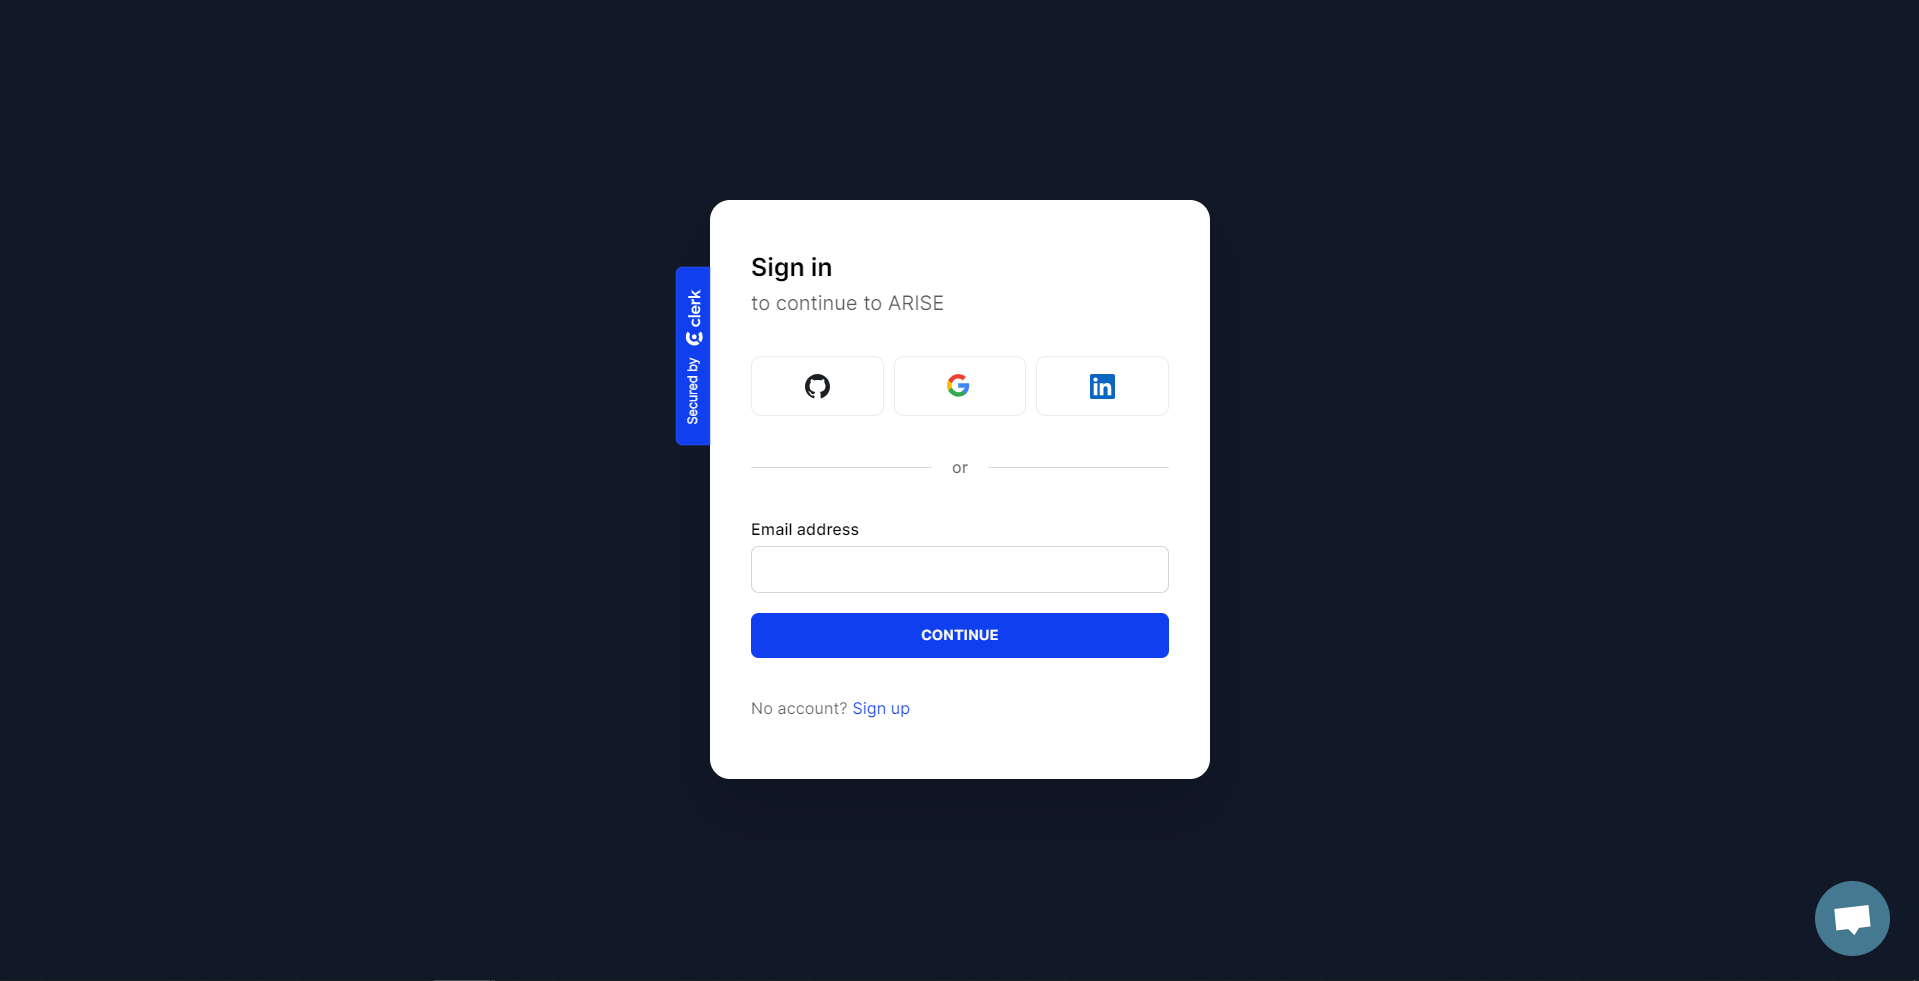 Sign in
to continue to ARISE
Secured by clerk
or
Email address
CONTINUE
No account? Sign up